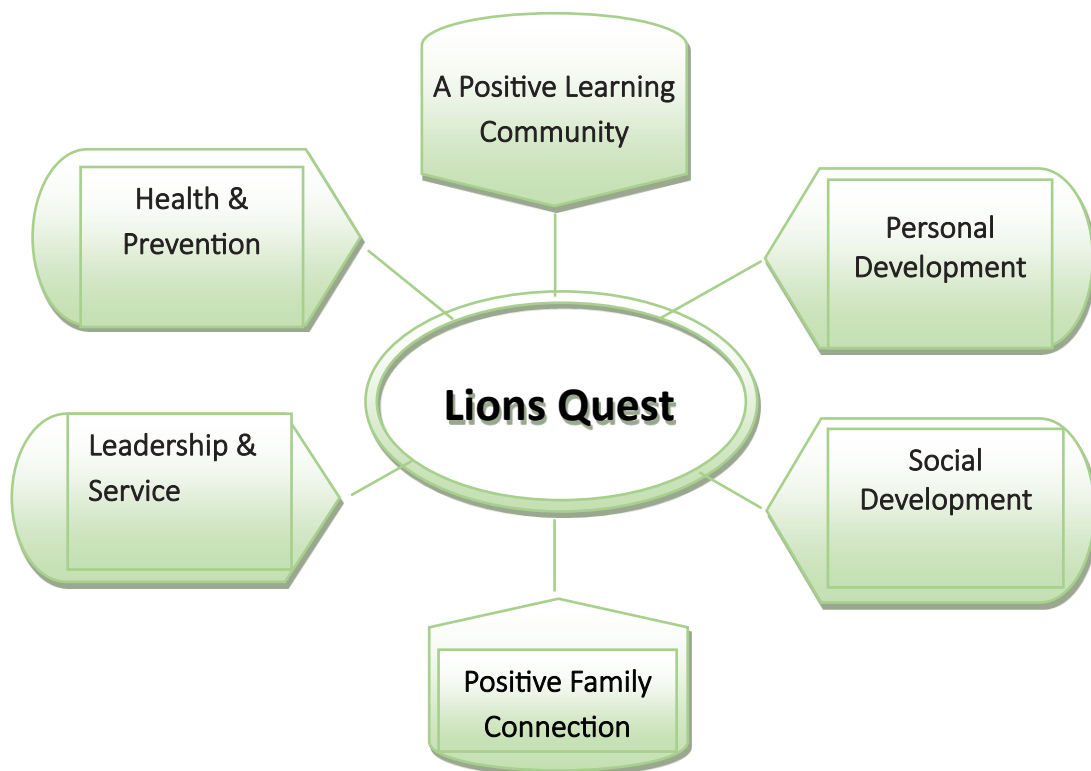 A Positive Learning
Community
Health &
Prevention
Personal
Development
Lions Quest
Leadership &
Service
Social
Development
Positive Family
Connection